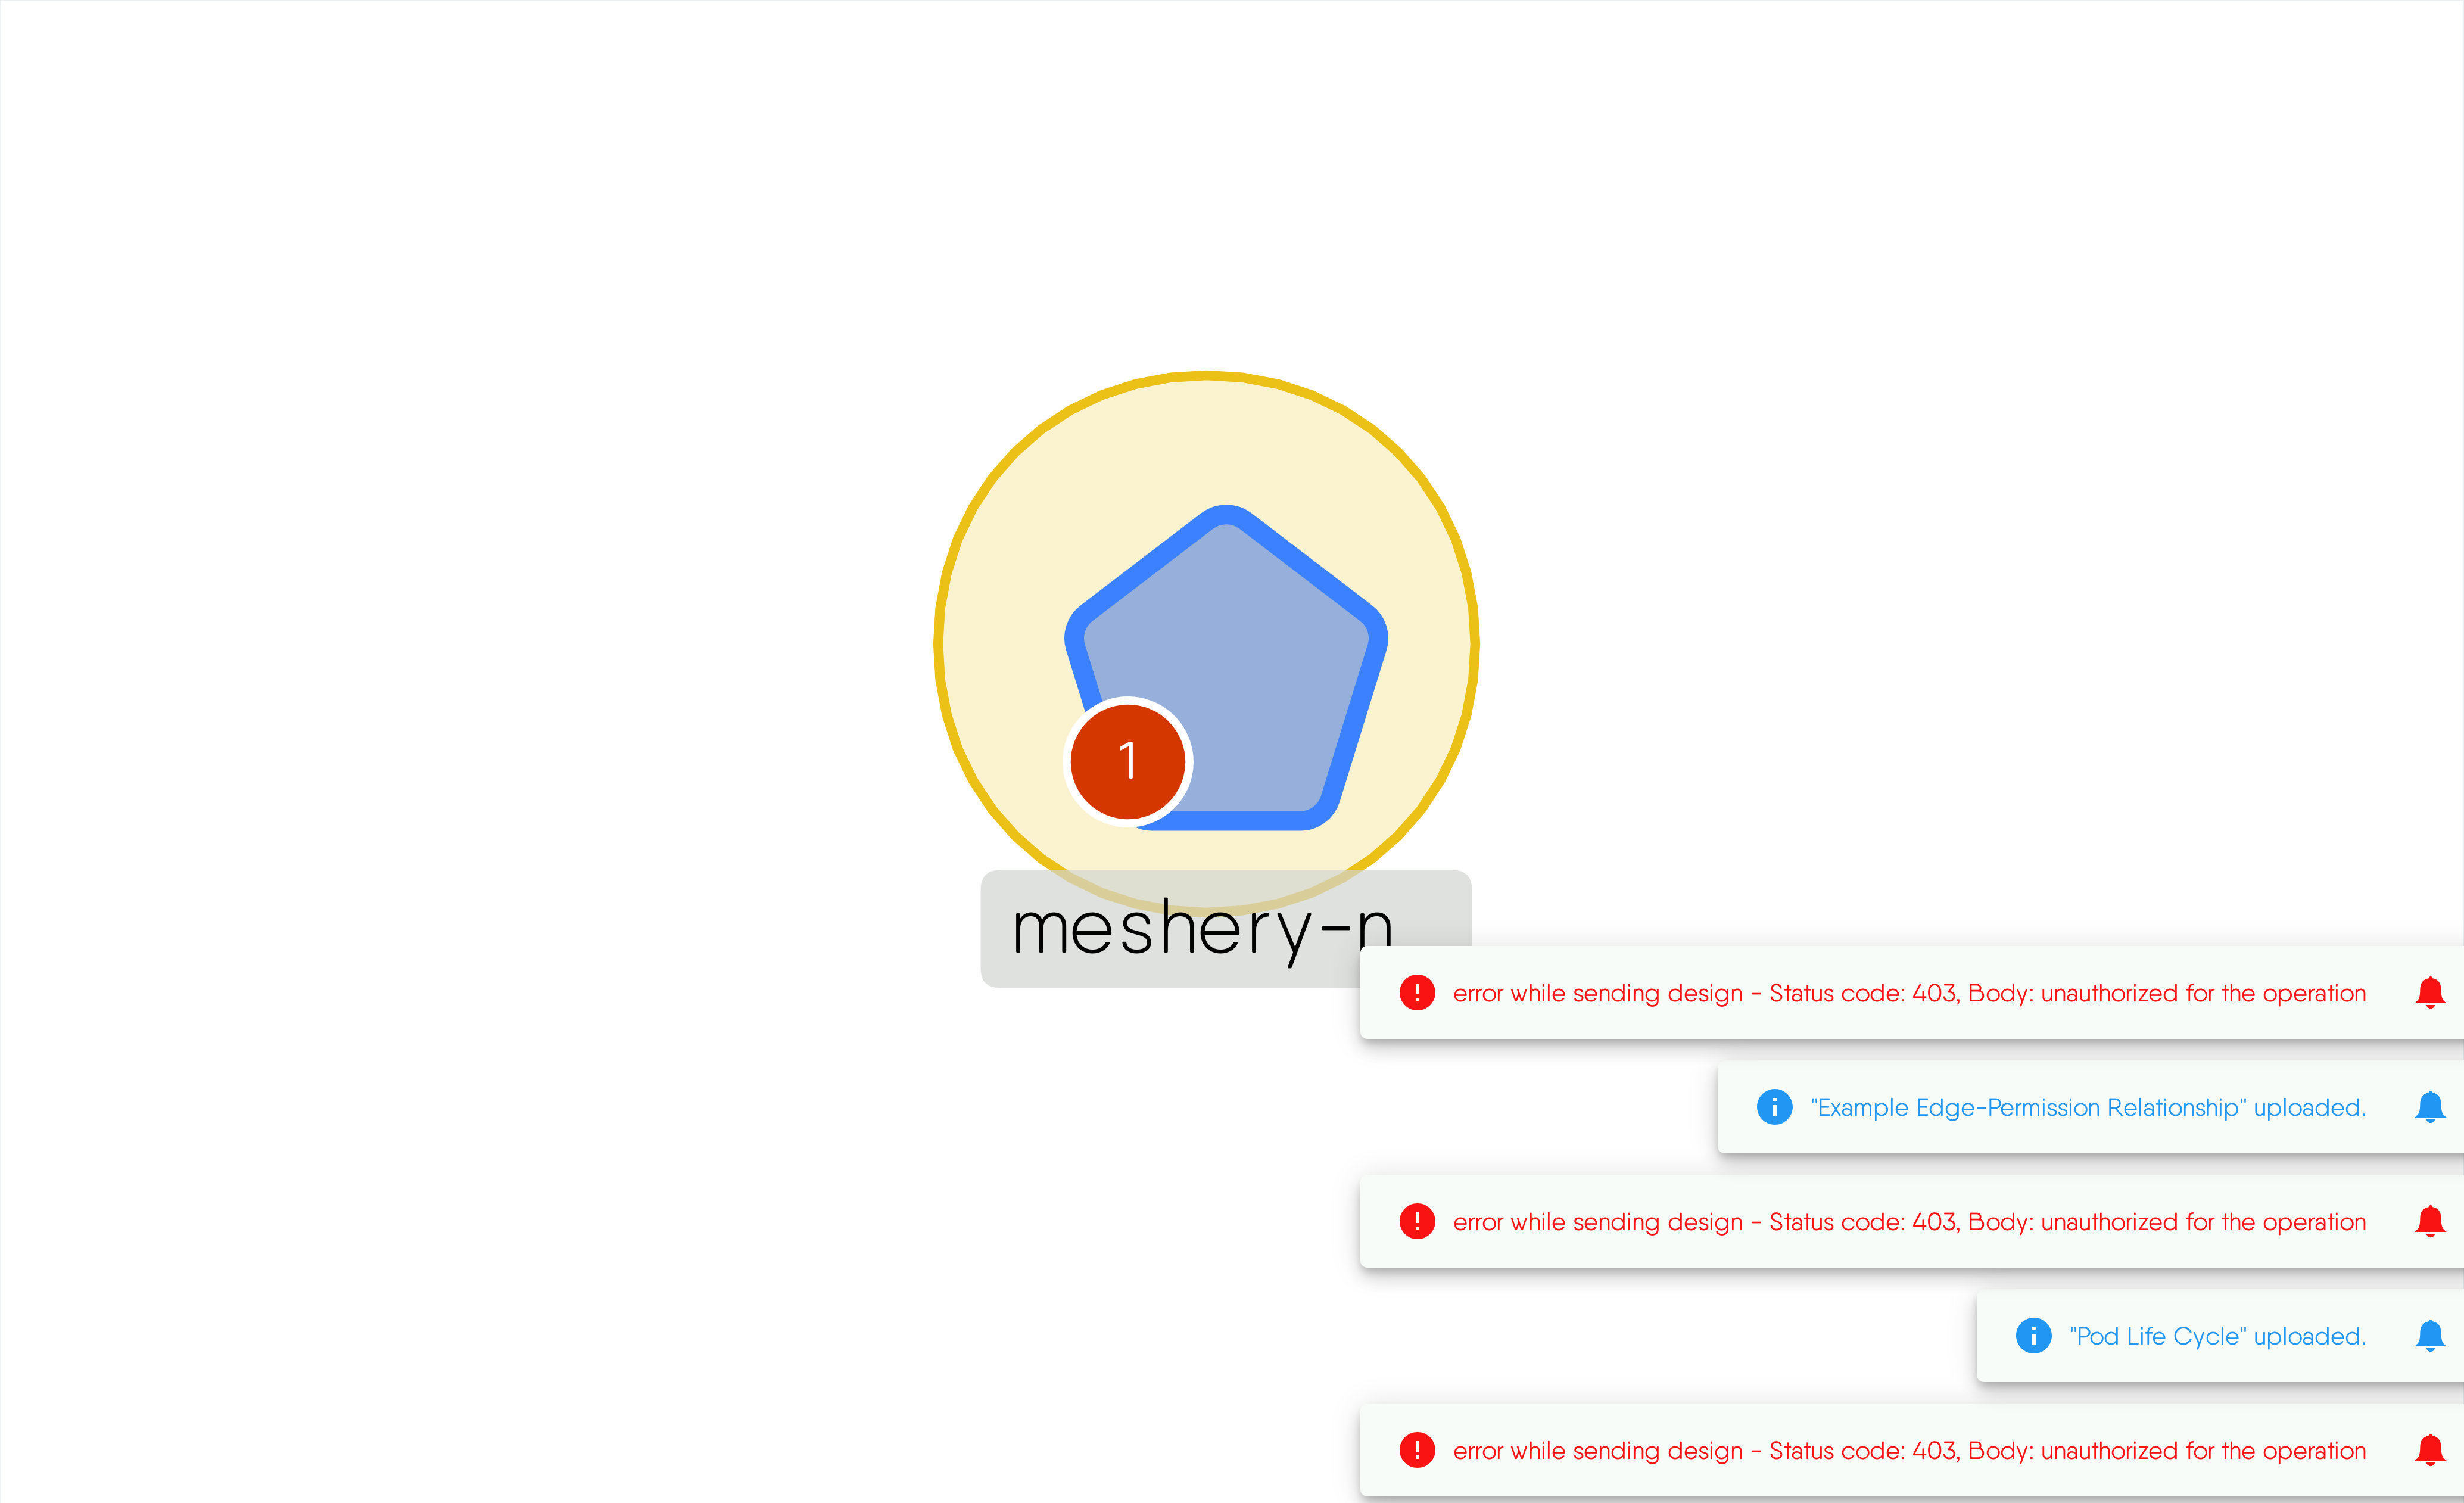 1
meshery-n
error while sending design - Status code: 403, Body: unauthorized for the operation
"Example Edge-Permission Relationship" uploaded.
error while sending design - Status code: 403, Body: unauthorized for the operation
"Pod Life Cycle" uploaded.
error while sending design - Status code: 403, Body: unauthorized for the operation